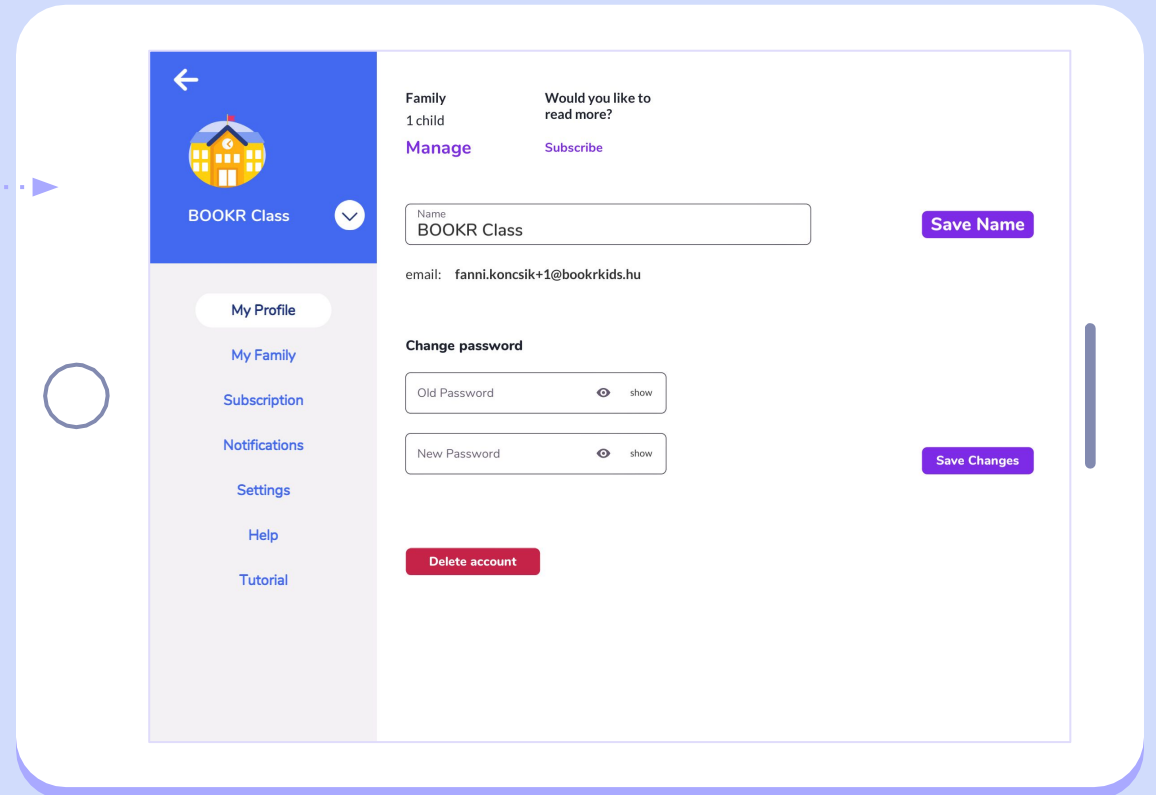 BOOKR Class
My Profile
My Family
Subscription
Notifications
Settings
Help
Tutorial
Family
1 child
Manage
Would you like to
read more?
Subscribe
Name
BOOKR Class
Save Name
email: fanni.koncsik+1@bookrkids.hu
Change password
Old Password show
New Password show
Save Changes
Delete account